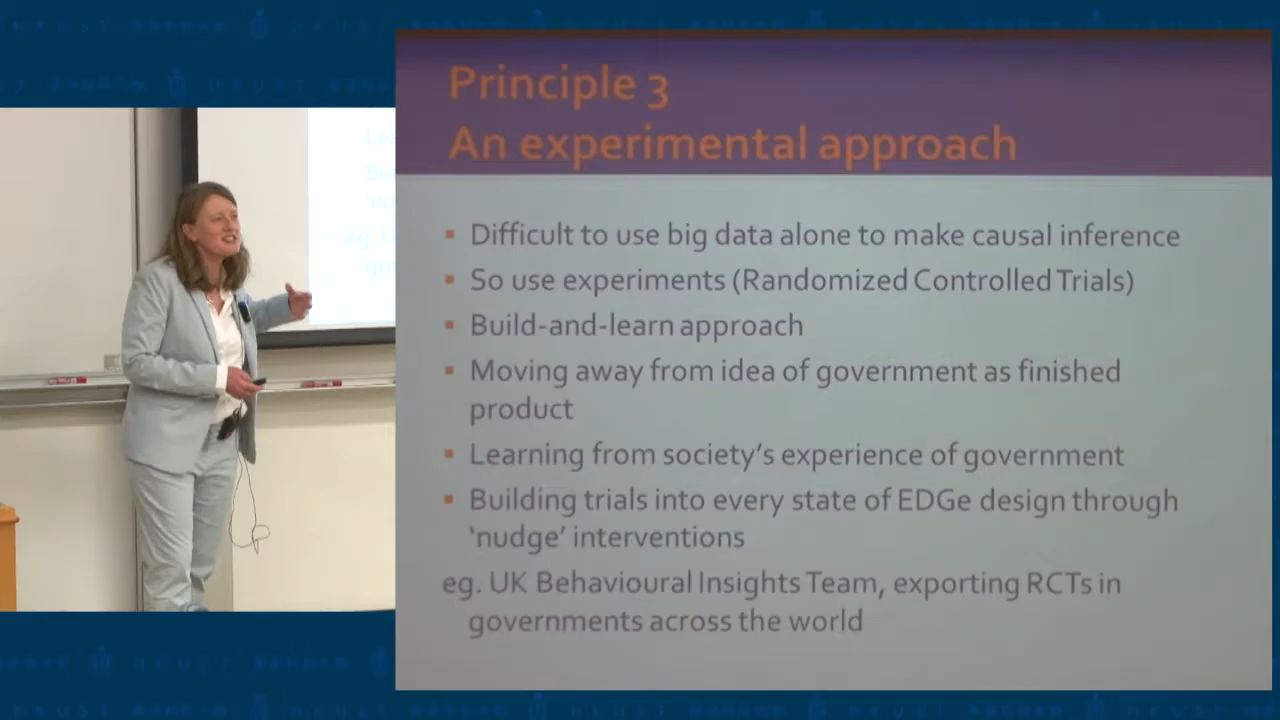 Principle 3
An experimental approach
▪ Difficult to use big data alone to make causal inference
▪ So use experiments (Randomized Controlled Trials)
▪ Build-and-learn approach
▪ Moving away from idea of government as finished
product
▪ Learning from society's experience of government
▪ Building trials into every state of EDGe design through
'nudge' interventions
eg. UK Behavioural Insights Team, exporting RCTs in
governments across the world